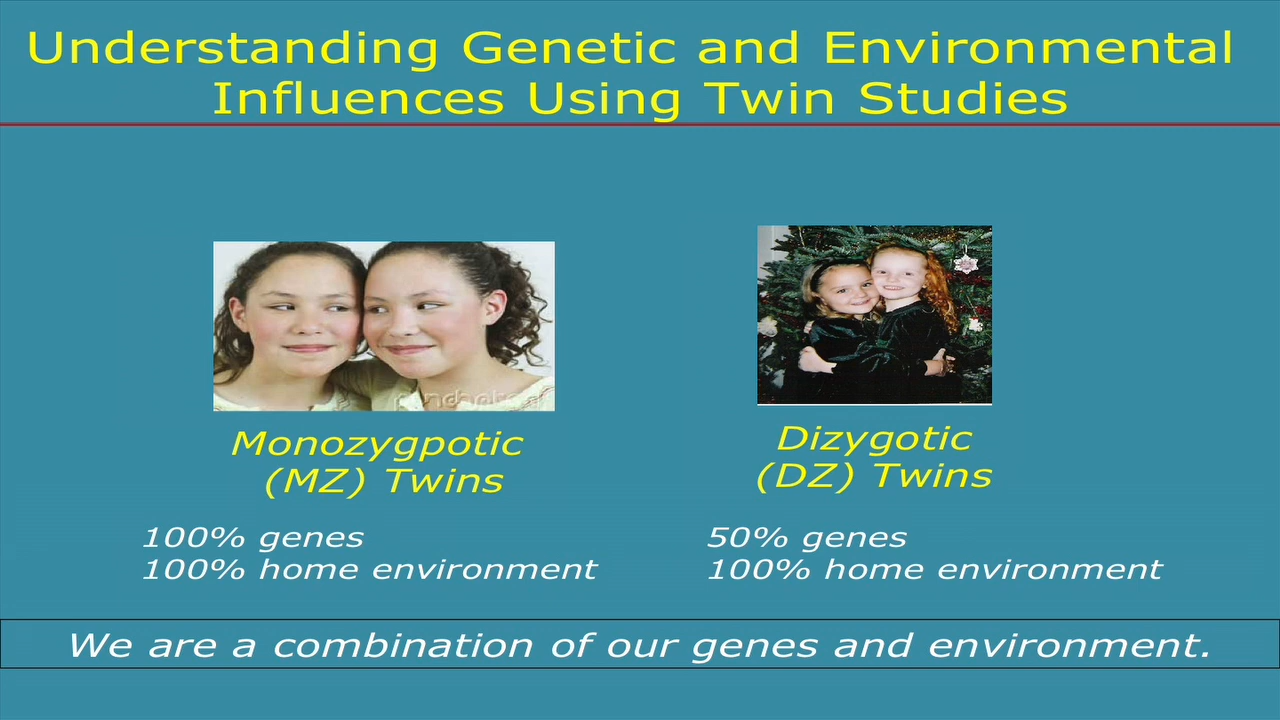 Understanding Genetic and Environmental
Influences Using Twin Studies
Monozygpotic
(MZ) Twins
Dizygotic
(DZ) Twins
100% genes
100% home environment
50% genes
100% home environment
We are a combination of our genes and environment.